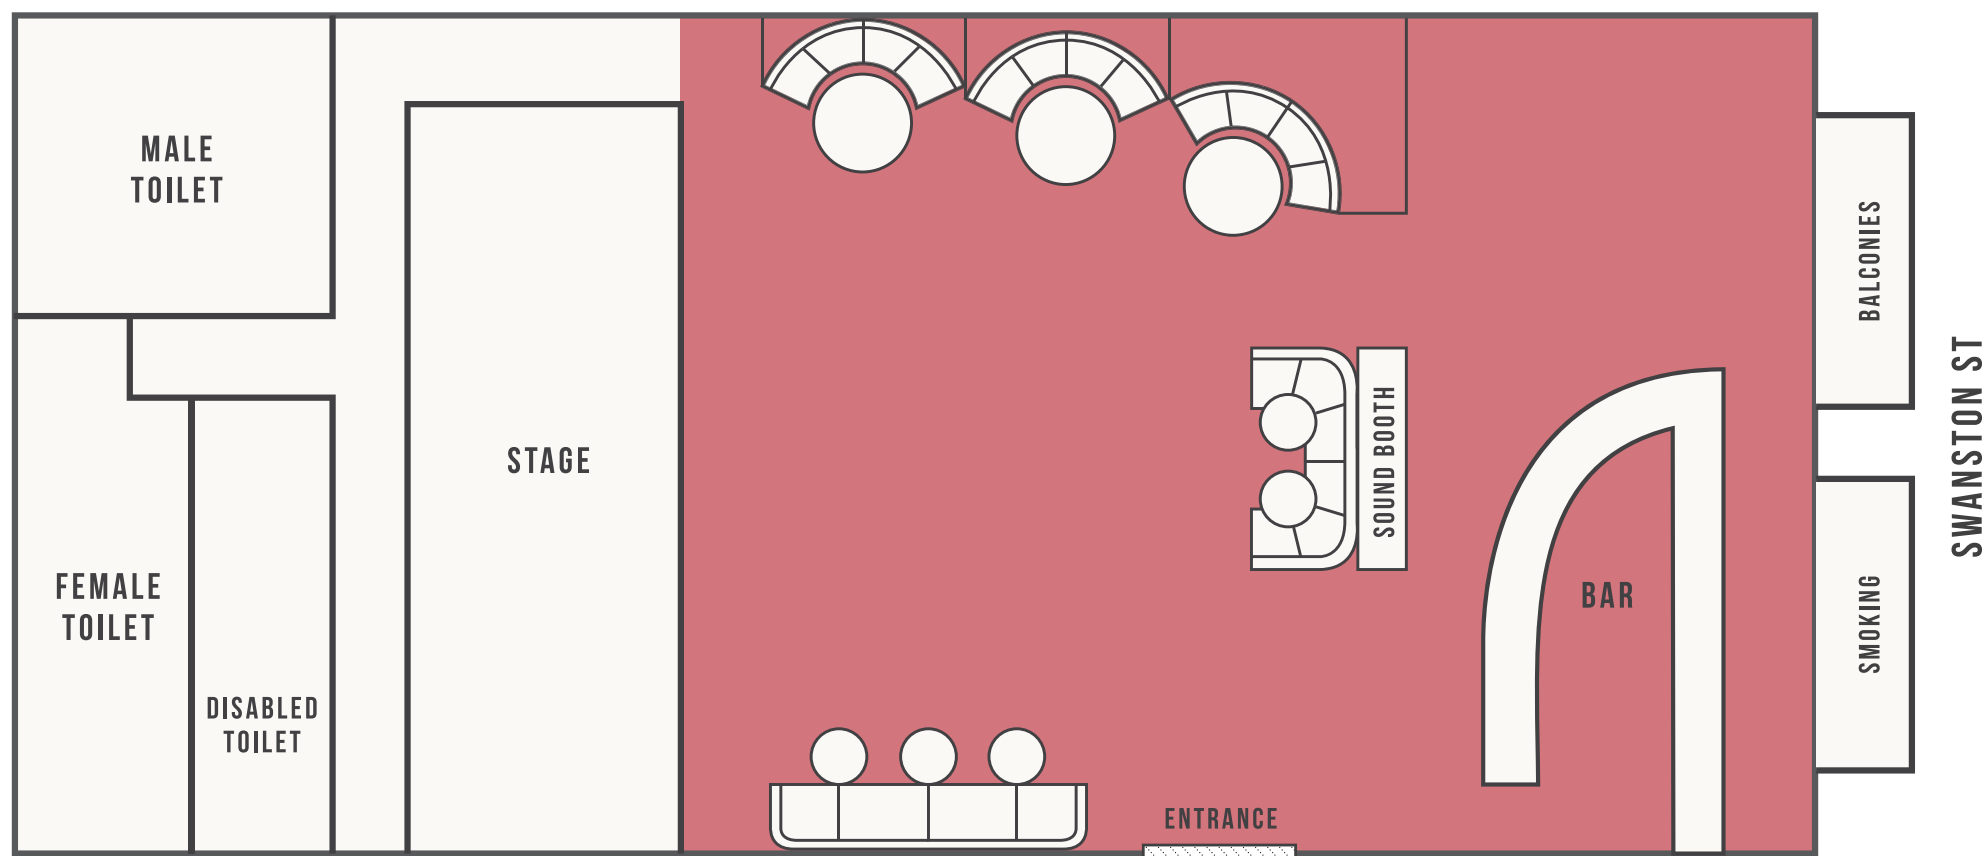 MALE
TOILET
FEMALE
TOILET
DISABLED
TOILET
STAGE
SOUND BOOTH
BAR
ENTRANCE
BALCONIES
SMOKING
SWANSTON ST